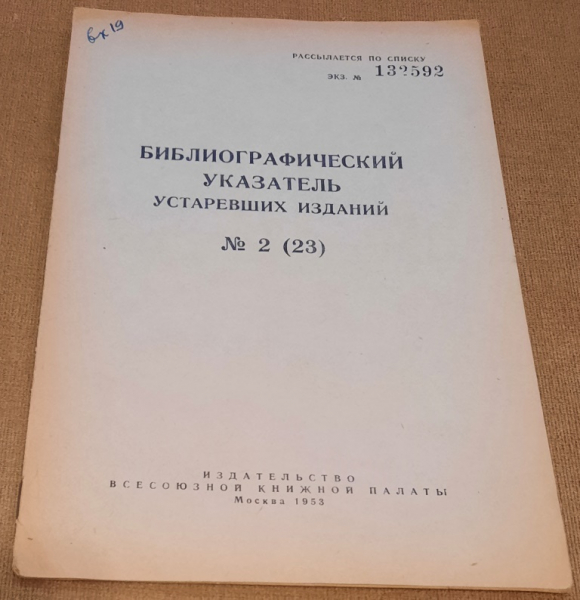 вх 19
РАССЫЛАЕТСЯ ПО СПИСКУ
ЭКЗ. № 132592
БИБЛИОГРАФИЧЕСКИЙ
УКАЗАТЕЛЬ
УСТАРЕВШИХ ИЗДАНИЙ
№ 2 (23)
ИЗДАТЕЛЬСТВО
ВСЕСОЮЗНОЙ КНИЖНОЙ ПАЛАТЫ
Москва 1953